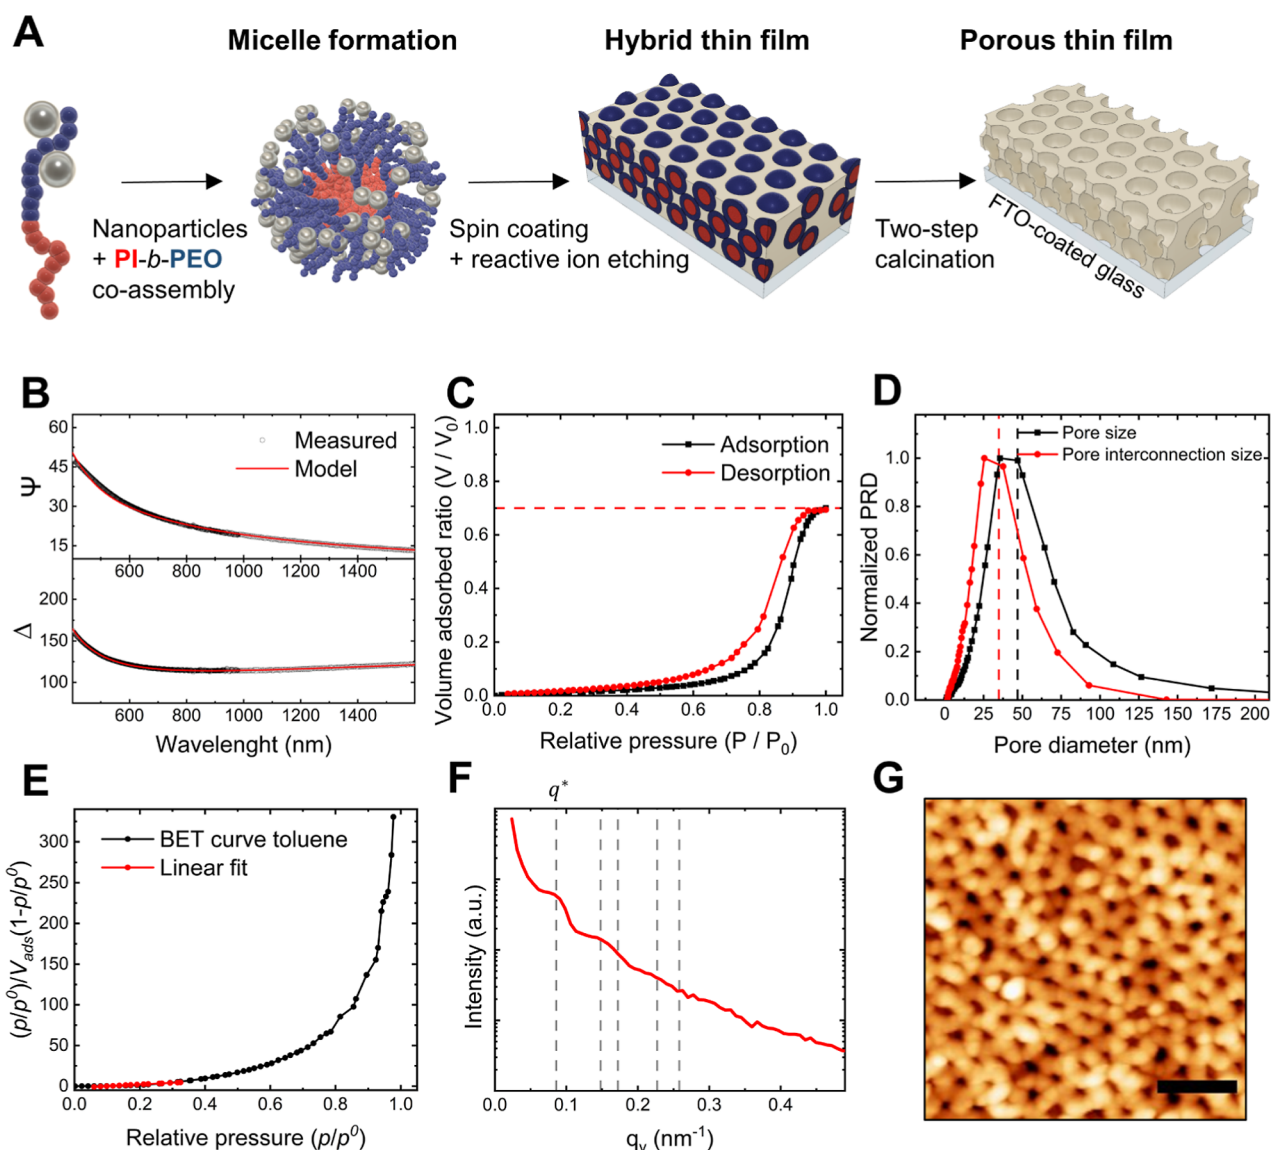 A
Micelle formation
Hybrid thin film
Porous thin film
Nanoparticles
+ PI-b-PEO
co-assembly
Spin coating
+ reactive ion etching
Two-step
calcination
FTO-coated glass
B
60
45
30
15
Ψ
Measured
Model
600 800 1000 1200 1400
200
150
100
Δ
600 800 1000 1200 1400
Wavelenght (nm)
C
Volume adsorbed ratio (V / V0)
1.0
0.8
0.6
0.4
0.2
0.0
Adsorption
Desorption
0.0 0.2 0.4 0.6 0.8 1.0
Relative pressure (P / P0)
D
Normalized PRD
1.0
0.8
0.6
0.4
0.2
0.0
Pore size
Pore interconnection size
0 25 50 75 100 125 150 175 200
Pore diameter (nm)
E
(p/p0)/Vads(1-p/p0)
300
250
200
150
100
50
0
BET curve toluene
Linear fit
0.0 0.2 0.4 0.6 0.8 1.0
Relative pressure (p/p0)
F
q*
Intensity (a.u.)
0.0 0.1 0.2 0.3 0.4
qy (nm-1)
G